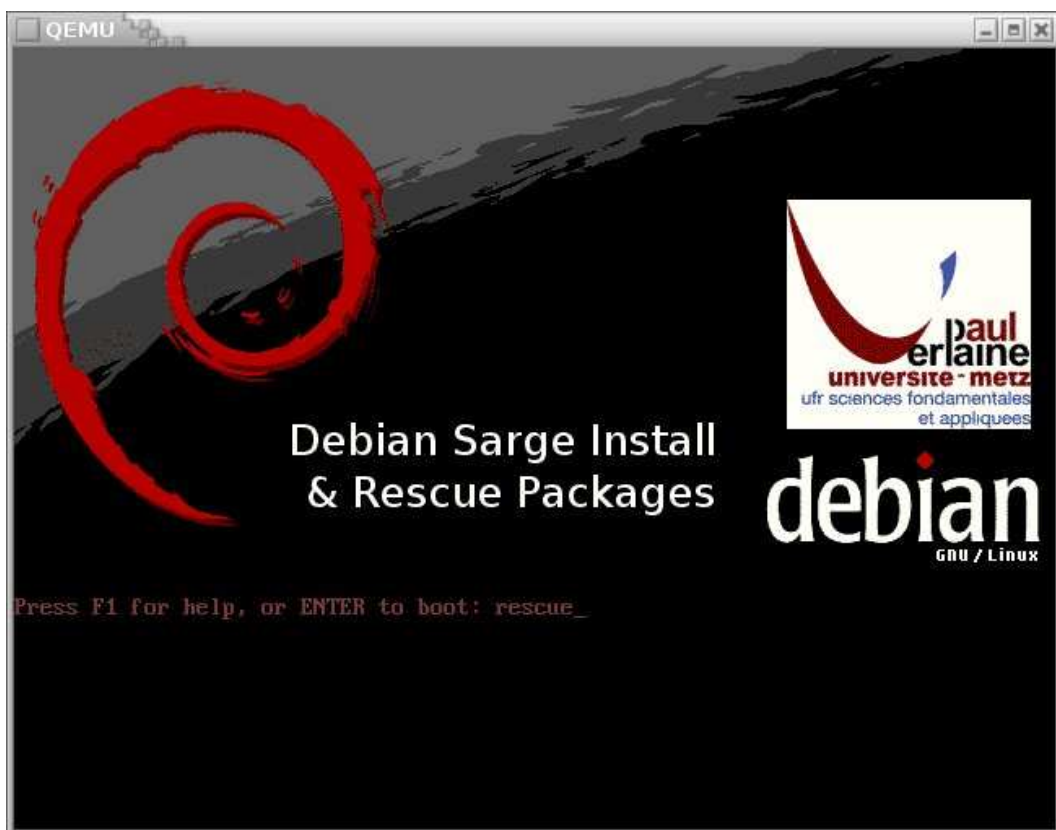 QEMU
paul
erlaine
universite-metz
ufr sciences fondamentales
et appliquees
Debian Sarge Install
& Rescue Packages
debian
GNU / Linux
Press F1 for help, or ENTER to boot: rescue_